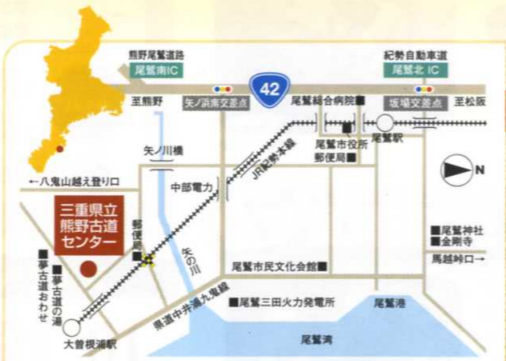 熊野尾鷲道路
尾鷲南IC
紀勢自動車道
尾鷲北 IC
42
至熊野
矢ノ浜南交差点
尾鷲総合病院
坂場交差点
至松阪
尾鷲市役所
郵便局
尾鷲駅
矢ノ川橋
JR紀勢本線
N
←八鬼山越え登り口
中部電力
三重県立
熊野古道
センター
郵便局
矢の川
尾鷲神社
金剛寺
馬越峠口→
尾鷲市民文化会館
夢古道の湯
夢古道おわせ
県道中井浦九鬼線
尾鷲三田火力発電所
尾鷲港
大曽根浦駅
尾鷲湾